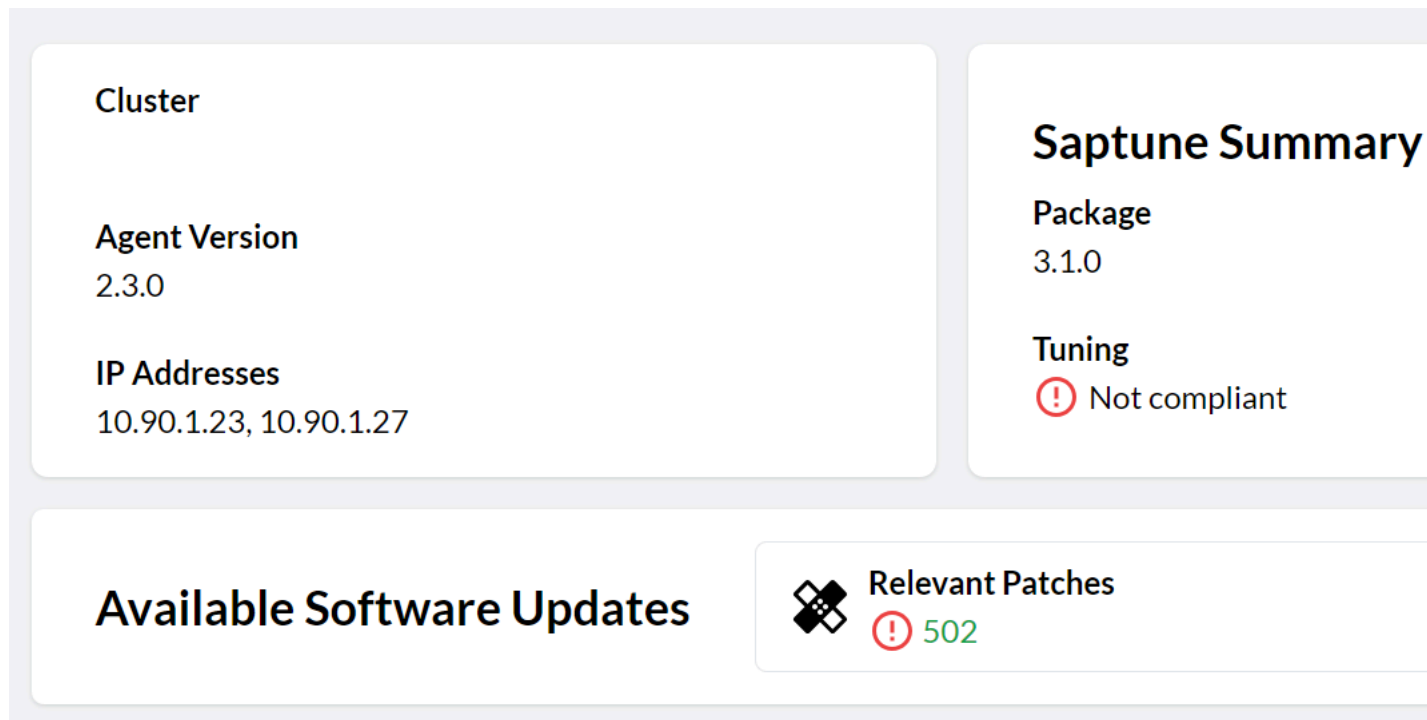 Cluster
Agent Version
2.3.0
IP Addresses
10.90.1.23, 10.90.1.27
Saptune Summary
Package
3.1.0
Tuning
Not compliant
Available Software Updates
Relevant Patches
502